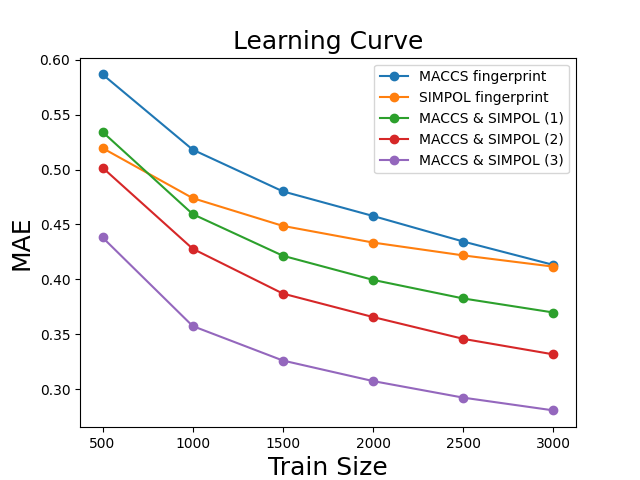 Learning Curve
MACCS fingerprint
SIMPOL fingerprint
MACCS & SIMPOL (1)
MACCS & SIMPOL (2)
MACCS & SIMPOL (3)
0.60
0.55
0.50
0.45
0.40
0.35
0.30
MAE
500 1000 1500 2000 2500 3000
Train Size